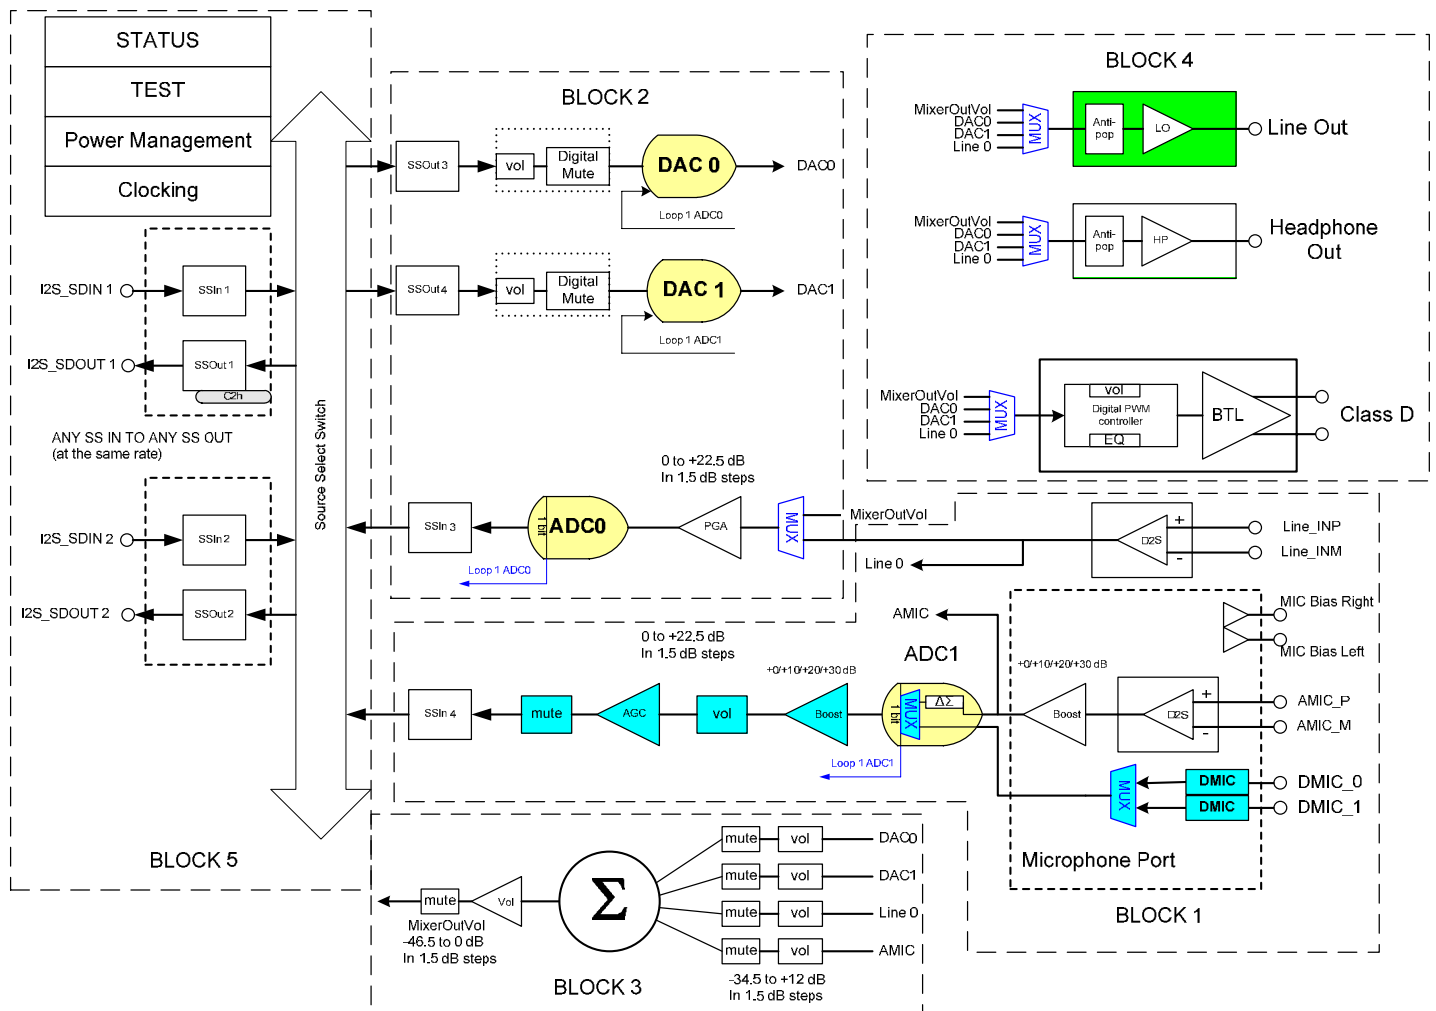 STATUS
TEST
Power Management
Clocking
I2S_SDIN 1
SSIn 1
I2S_SDOUT 1
SSOut 1
C2h
ANY SS IN TO ANY SS OUT
(at the same rate)
I2S_SDIN 2
SSIn 2
I2S_SDOUT 2
SSOut 2
Source Select Switch
BLOCK 5
BLOCK 2
SSOut 3
vol
Digital
Mute
DAC 0
DAC0
Loop 1 ADC0
SSOut 4
vol
Digital
Mute
DAC 1
DAC1
Loop 1 ADC1
0 to +22.5 dB
In 1.5 dB steps
SSIn 3
1 bit
ADC0
PGA
MUX
MixerOutVol
Loop 1 ADC0
Line 0
BLOCK 4
MixerOutVol
DAC0
DAC1
Line 0
MUX
Anti-
pop
LO
Line Out
MixerOutVol
DAC0
DAC1
Line 0
MUX
Anti-
pop
HP
Headphone
Out
MixerOutVol
DAC0
DAC1
Line 0
MUX
vol
Digital PWM
controller
EQ
BTL
Class D
D2S
+
-
Line_INP
Line_INM
AMIC
MIC Bias Right
MIC Bias Left
0 to +22.5 dB
In 1.5 dB steps
+0/+10/+20/+30 dB
ADC1
+0/+10/+20/+30 dB
SSIn 4
mute
AGC
vol
Boost
1 bit
MUX
ΔΣ
Boost
D2S
+
-
AMIC_P
AMIC_M
Loop 1 ADC1
MUX
DMIC
DMIC_0
DMIC
DMIC_1
Microphone Port
BLOCK 1
mute
Vol
Σ
mute
vol
DAC0
mute
vol
DAC1
mute
vol
Line 0
mute
vol
AMIC
MixerOutVol
-46.5 to 0 dB
In 1.5 dB steps
BLOCK 3
-34.5 to +12 dB
In 1.5 dB steps